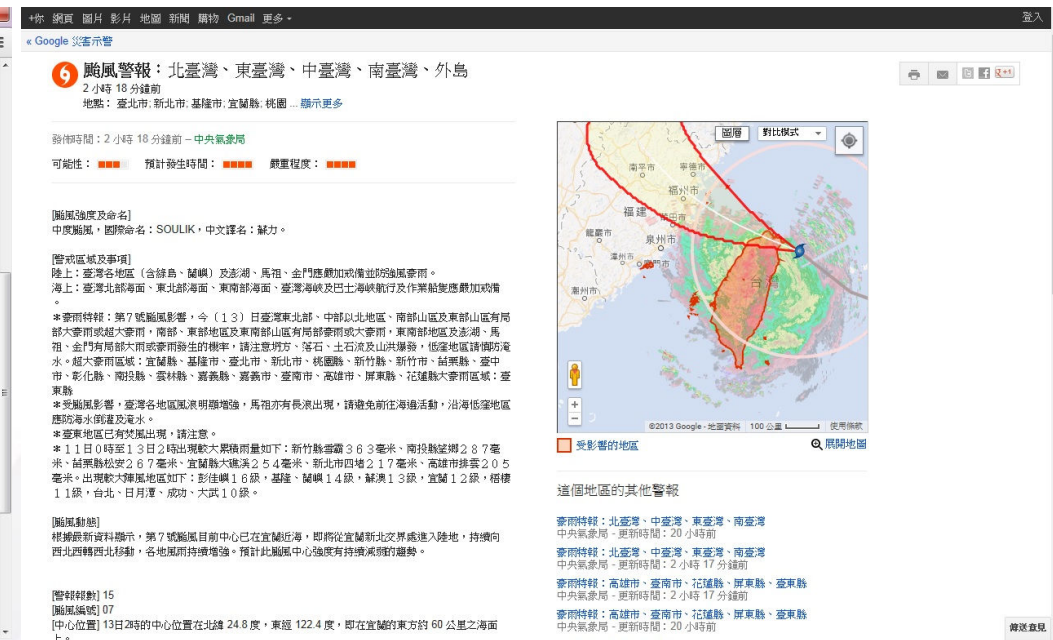 +你 網頁 圖片 影片 地圖 新聞 購物 Gmail 更多
登入
« Google 災害示警
颱風警報：北臺灣、東臺灣、中臺灣、南臺灣、外島
2 小時 18 分鐘前
地點： 臺北市; 新北市; 基隆市; 宜蘭縣; 桃園 ... 顯示更多
發佈時間：2 小時 18 分鐘前 – 中央氣象局
可能性： 預計發生時間： 嚴重程度：
[颱風強度及命名]
中度颱風，國際命名：SOULIK，中文譯名：蘇力。
[警戒區域及事項]
陸上：臺灣各地區（含綠島、蘭嶼）及澎湖、馬祖、金門應嚴加戒備並防強風豪雨。
海上：臺灣北部海面、東北部海面、東南部海面、臺灣海峽及巴士海峽航行及作業船隻應嚴加戒備
。
＊豪雨特報：第７號颱風影響，今（１３）日臺灣東北部、中部以北地區、南部山區及東部山區有局
部大豪雨或超大豪雨，南部、東部地區及東南部山區有局部豪雨或大豪雨，東南部地區及澎湖、馬
祖、金門有局部大雨或豪雨發生的機率，請注意坍方、落石、土石流及山洪爆發，低窪地區請慎防淹
水。超大豪雨區域：宜蘭縣、基隆市、臺北市、新北市、桃園縣、新竹縣、新竹市、苗栗縣、臺中
市、彰化縣、南投縣、雲林縣、嘉義縣、嘉義市、臺南市、高雄市、屏東縣、花蓮縣大豪雨區域：臺
東縣
＊受颱風影響，臺灣各地區風浪明顯增強，馬祖亦有長浪出現，請避免前往海邊活動，沿海低窪地區
應防海水倒灌及淹水。
＊臺東地區已有焚風出現，請注意。
＊１１日０時至１３日２時出現較大累積雨量如下：新竹縣雪霸３６３毫米、南投縣望鄉２８７毫
米、苗栗縣松安２６７毫米、宜蘭縣大礁溪２５４毫米、新北市四堵２１７毫米、高雄市排雲２０５
毫米。出現較大陣風地區如下：彭佳嶼１６級，基隆、蘭嶼１４級，蘇澳１３級，宜蘭１２級，梧棲
１１級，台北、日月潭、成功、大武１０級。
[颱風動態]
根據最新資料顯示，第７號颱風目前中心已在宜蘭近海，即將從宜蘭新北交界處進入陸地，持續向
西北西轉西北移動，各地風雨持續增強。預計此颱風中心強度有持續減弱的趨勢。
[警報報數] 15
[颱風編號] 07
[中心位置] 13日2時的中心位置在北緯 24.8 度，東經 122.4 度，即在宜蘭的東方約 60 公里之海面
上。
圖層
對比模式
南平市
寧德市
福州市
福建
莆田市
龍巖市
泉州市
漳州市
廈門市
潮州市
台灣
©2013 Google - 地圖資料
100 公里
使用條款
受影響的地區
展開地圖
這個地區的其他警報
豪雨特報：北臺灣、中臺灣、東臺灣、南臺灣
中央氣象局 - 更新時間：20 小時前
豪雨特報：北臺灣、中臺灣、東臺灣、南臺灣
中央氣象局 - 更新時間：2 小時 17 分鐘前
豪雨特報：高雄市、臺南市、花蓮縣、屏東縣、臺東縣
中央氣象局 - 更新時間：2 小時 17 分鐘前
豪雨特報：高雄市、臺南市、花蓮縣、屏東縣、臺東縣
中央氣象局 - 更新時間：20 小時前
傳送意見